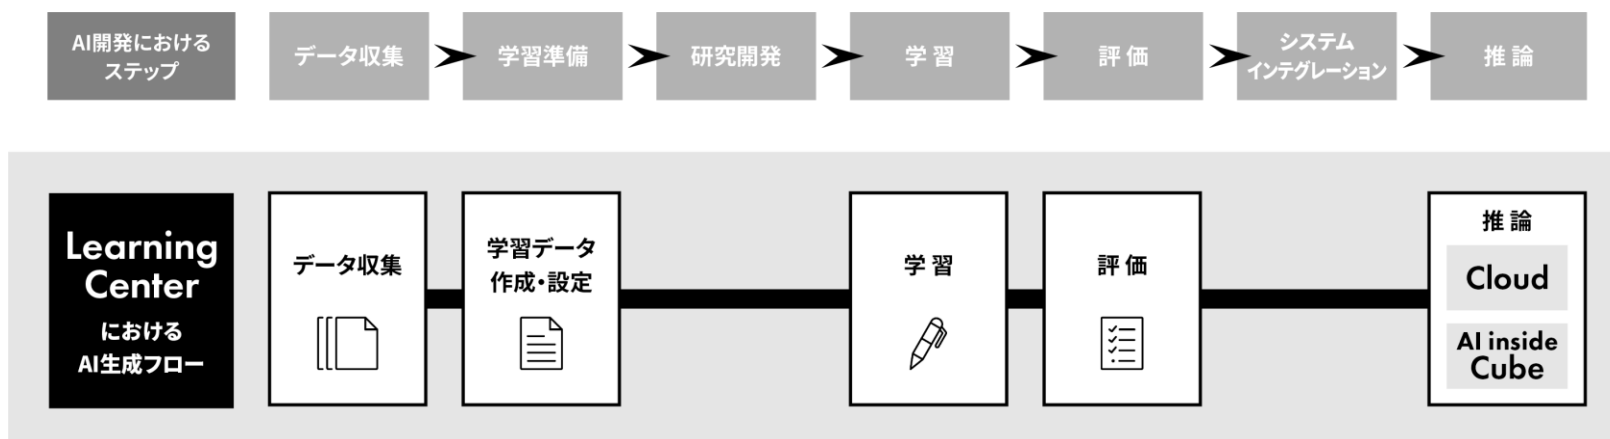 AI開発における
ステップ
データ収集
学習準備
研究開発
学習
評価
システム
インテグレーション
推論
Learning
Center
における
AI生成フロー
データ収集
学習データ
作成・設定
学習
評価
推論
Cloud
AI inside
Cube